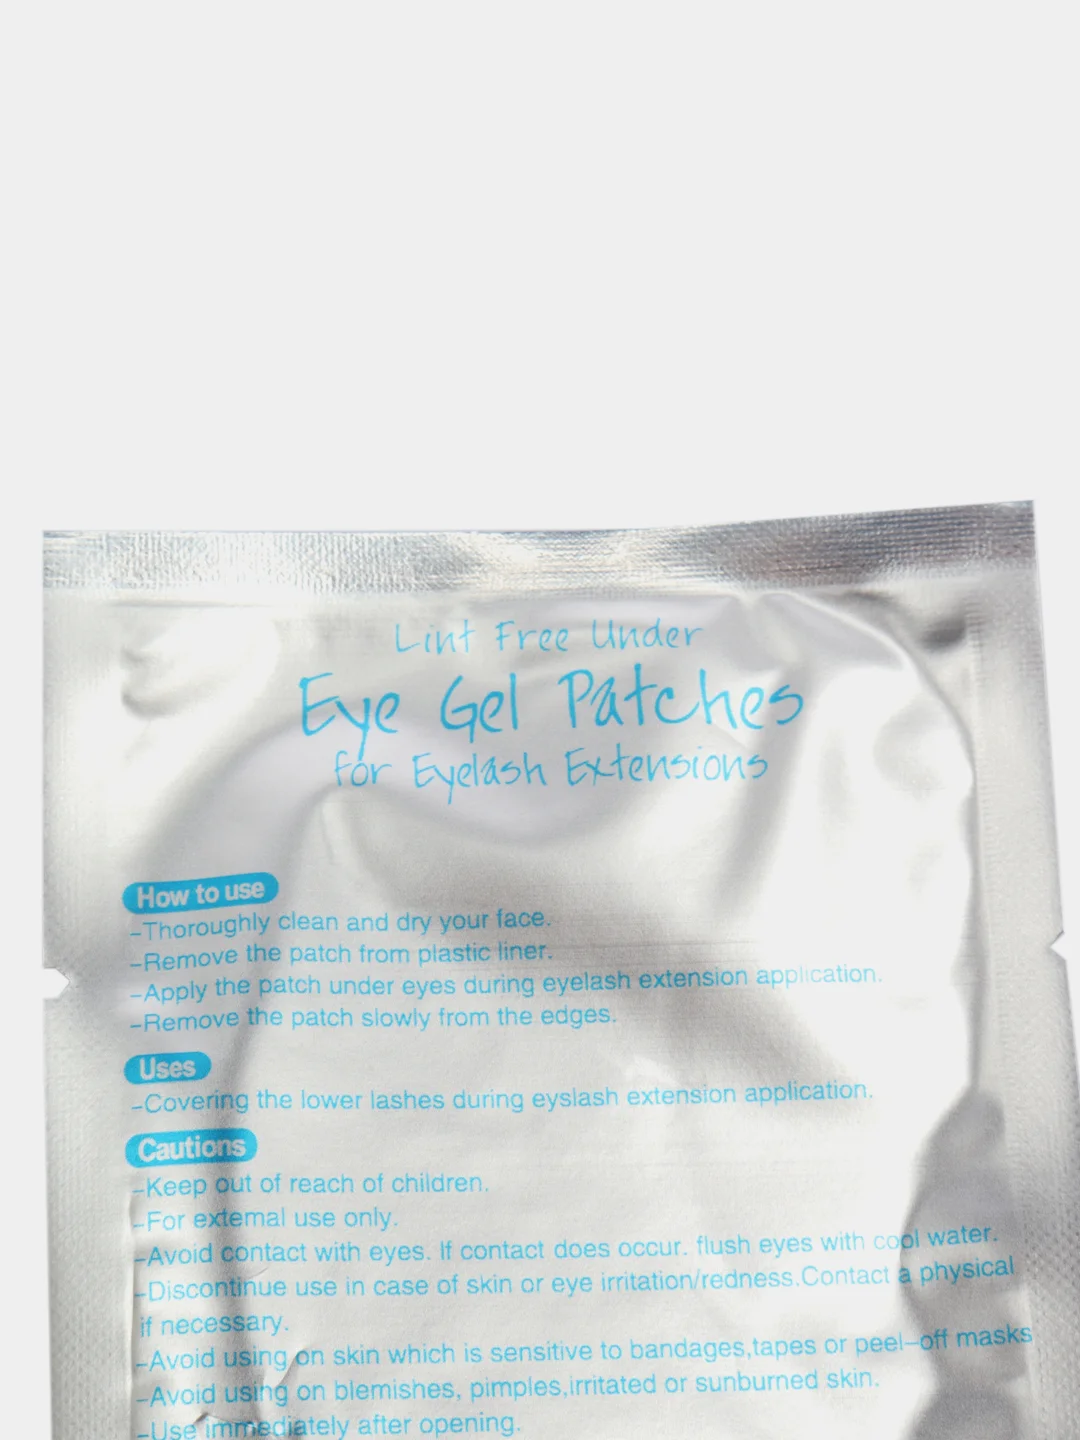 Lint Free Under
Eye Gel Patches
for Eyelash Extensions
How to use
-Thoroughly clean and dry your face.
-Remove the patch from plastic liner.
-Apply the patch under eyes during eyelash extension application.
-Remove the patch slowly from the edges.
Uses
-Covering the lower lashes during eyslash extension application.
Cautions
-Keep out of reach of children.
-For extemal use only.
-Avoid contact with eyes. If contact does occur. flush eyes with cool water.
-Discontinue use in case of skin or eye irritation/redness.Contact a physical
if necessary.
-Avoid using on skin which is sensitive to bandages,tapes or peel-off masks
-Avoid using on blemishes, pimples,irritated or sunburned skin.
-Use immediately after opening.